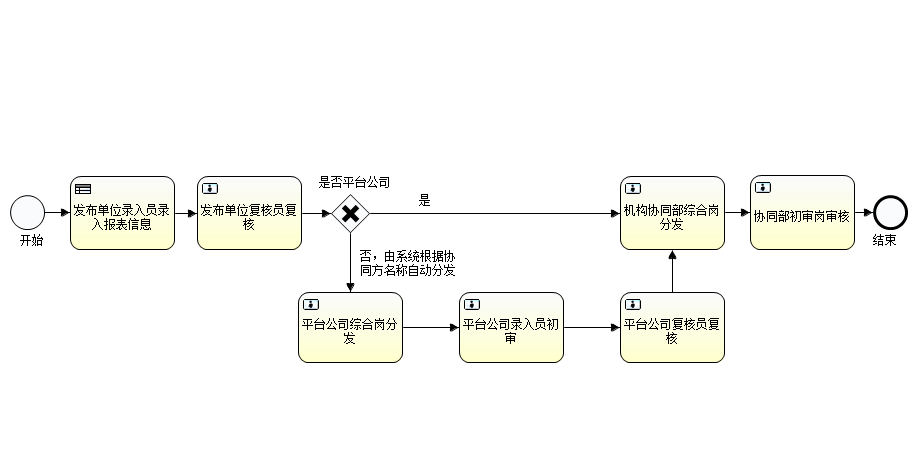 是否平台公司
开始
发布单位录入员录
入报表信息
发布单位复核员复
核
是
机构协同部综合岗
分发
协同部初审岗审核
结束
否，由系统根据协
同方名称自动分发
平台公司综合岗分
发
平台公司录入员初
审
平台公司复核员复
核